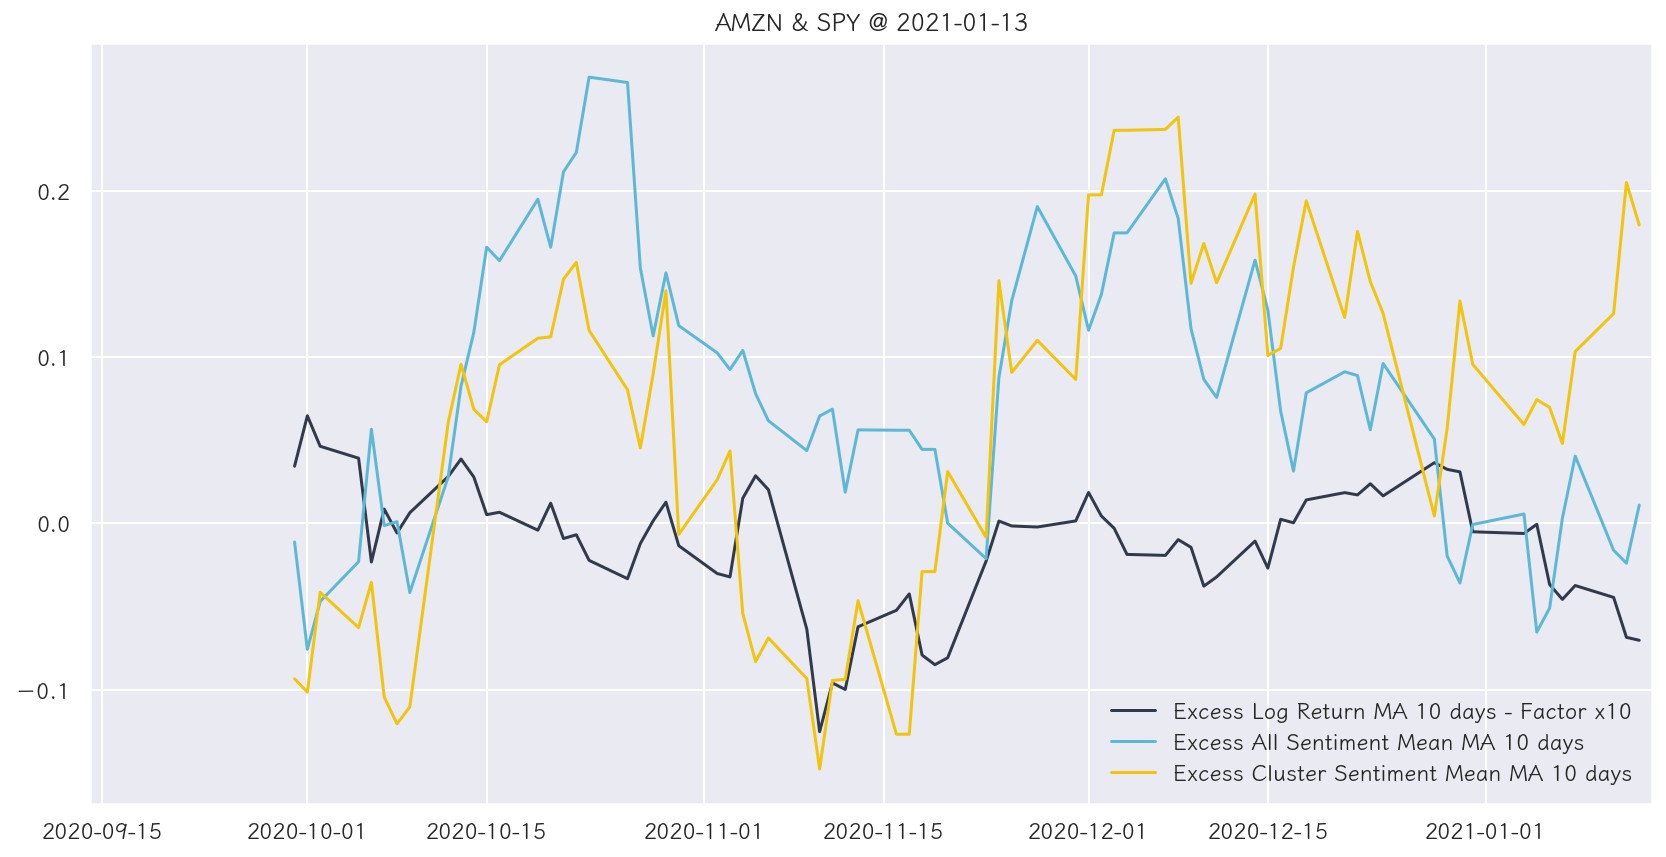 AMZN & SPY @ 2021-01-13
0.2
0.1
0.0
−0.1
Excess Log Return MA 10 days - Factor x10
Excess All Sentiment Mean MA 10 days
Excess Cluster Sentiment Mean MA 10 days
2020-09-15 2020-10-01 2020-10-15 2020-11-01 2020-11-15 2020-12-01 2020-12-15 2021-01-01